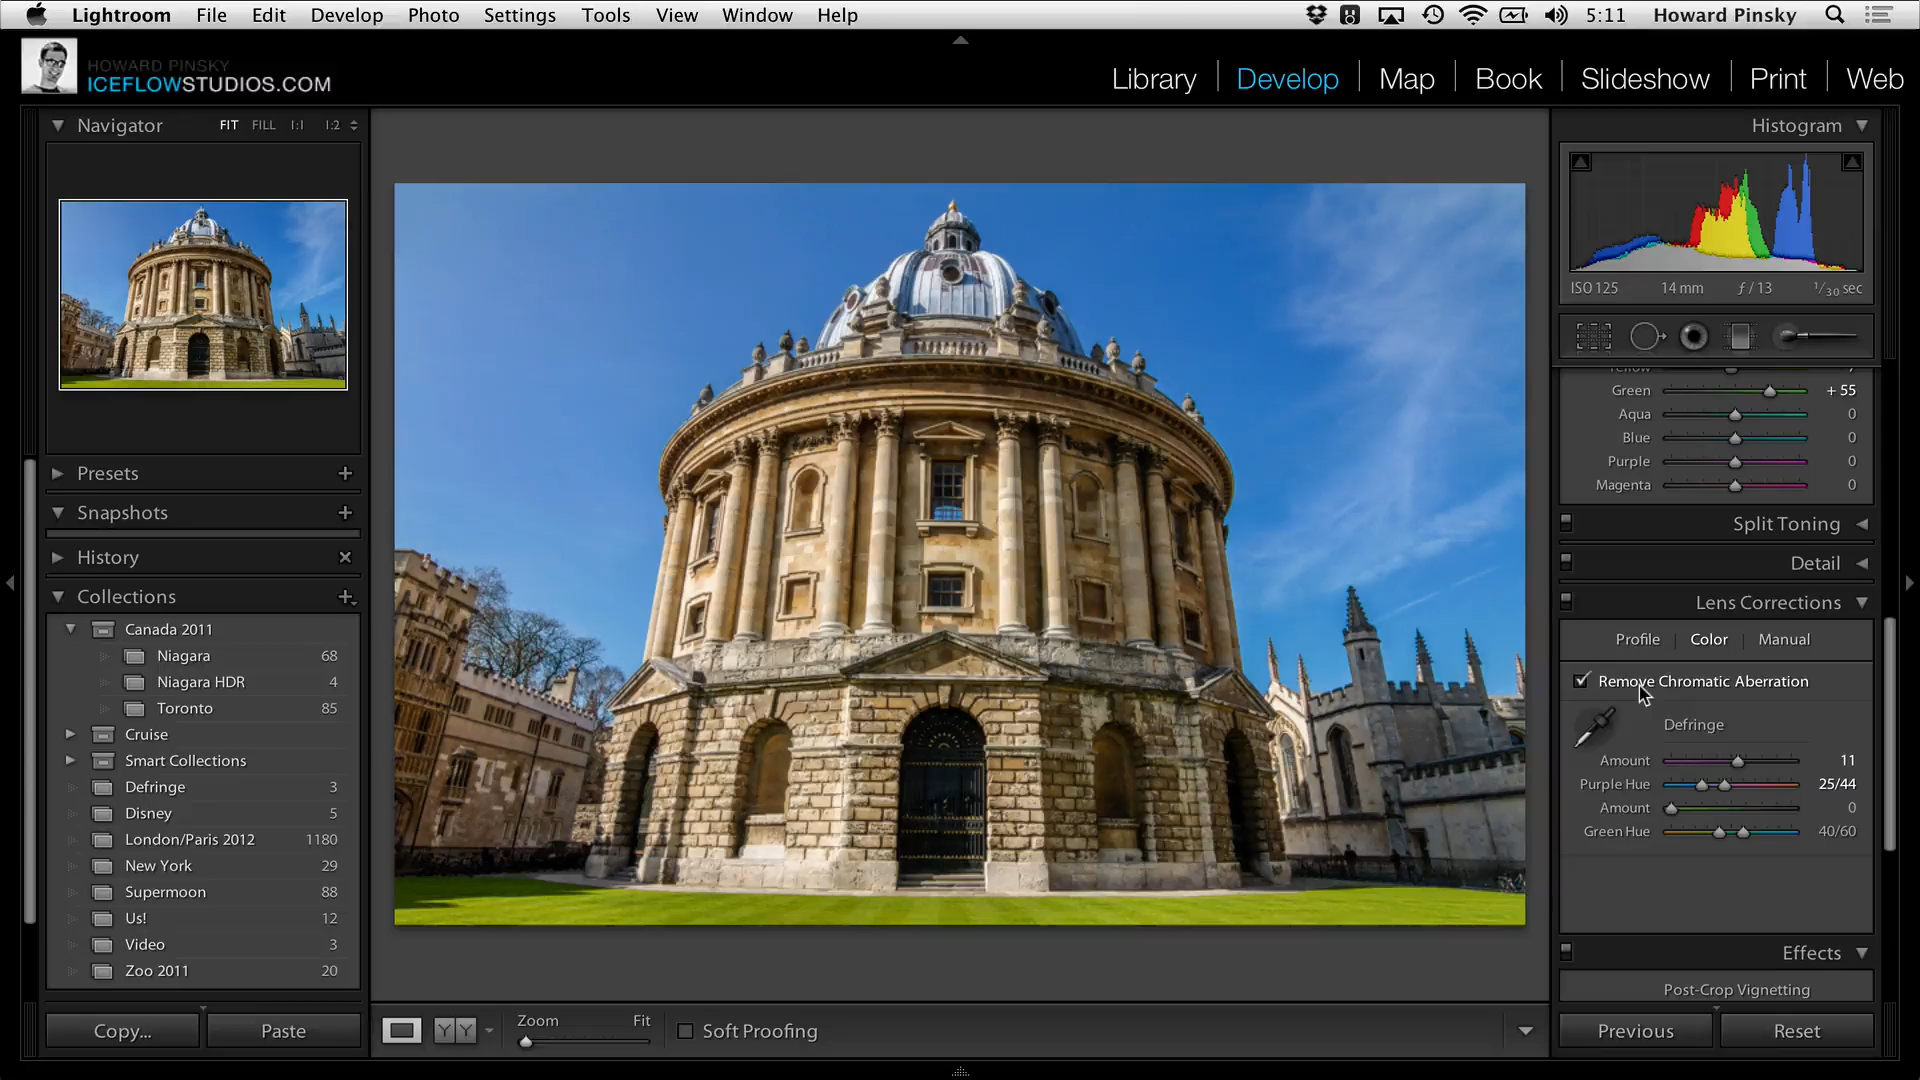 Lightroom File Edit Develop Photo Settings Tools View Window Help 5:11 Howard Pinsky
HOWARD PINSKY
ICEFLOWSTUDIOS.COM
Library Develop Map Book Slideshow Print Web
Navigator FIT FILL 1:1 1:2
Presets
Snapshots
History
Collections
Canada 2011
Niagara 68
Niagara HDR 4
Toronto 85
Cruise
Smart Collections
Defringe 3
Disney 5
London/Paris 2012 1180
New York 29
Supermoon 88
Us! 12
Video 3
Zoo 2011 20
Copy... Paste
YY Zoom Fit Soft Proofing
Histogram
ISO 125 14 mm ƒ / 13 1/30 sec
Yellow
Green + 55
Aqua 0
Blue 0
Purple 0
Magenta 0
Split Toning
Detail
Lens Corrections
Profile Color Manual
Remove Chromatic Aberration
Defringe
Amount 11
Purple Hue 25/44
Amount 0
Green Hue 40/60
Effects
Post-Crop Vignetting
Previous Reset